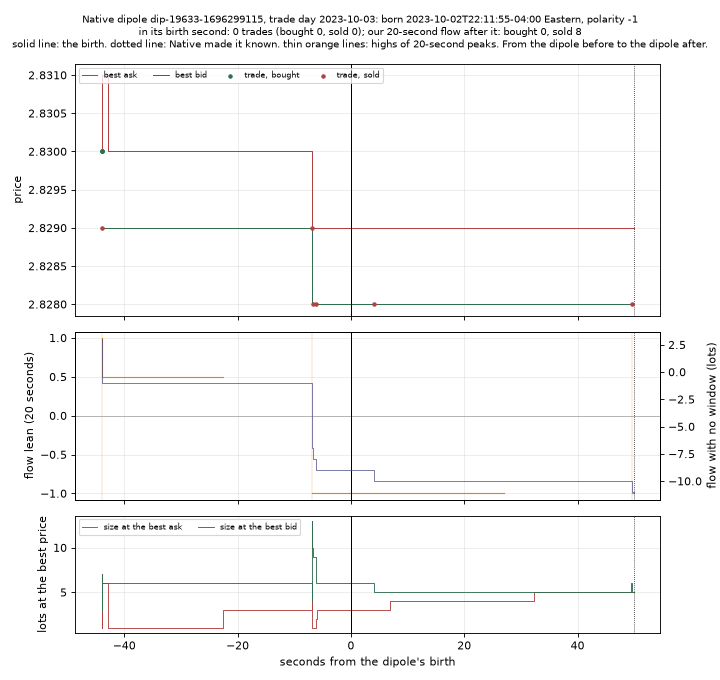 Native dipole dip-19633-1696299115, trade day 2023-10-03: born 2023-10-02T22:11:55-04:00 Eastern, polarity -1
in its birth second: 0 trades (bought 0, sold 0); our 20-second flow after it: bought 0, sold 8
solid line: the birth. dotted line: Native made it known. thin orange lines: highs of 20-second peaks. From the dipole before to the dipole after.
best ask best bid trade, bought trade, sold
2.8310
2.8305
2.8300
2.8295
2.8290
2.8285
2.8280
price
1.0
0.5
0.0
−0.5
−1.0
flow lean (20 seconds)
2.5
0.0
−2.5
−5.0
−7.5
−10.0
flow with no window (lots)
size at the best ask size at the best bid
10
5
lots at the best price
−40 −20 0 20 40
seconds from the dipole's birth